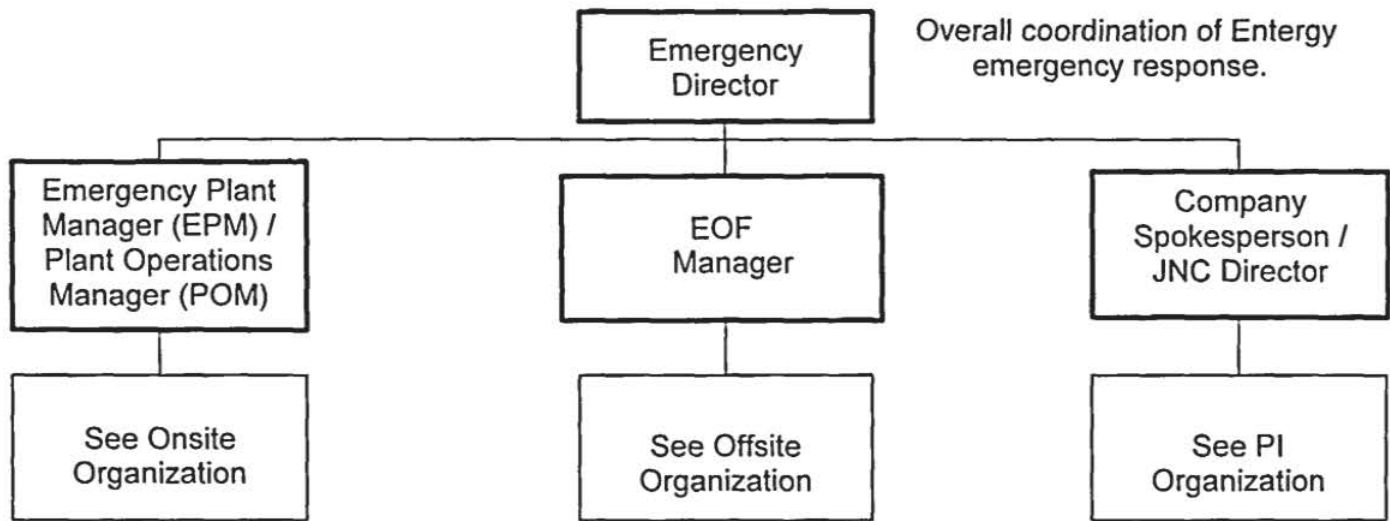 Emergency
Director
Overall coordination of Entergy
emergency response.
Emergency Plant
Manager (EPM) /
Plant Operations
Manager (POM)
EOF
Manager
Company
Spokesperson /
JNC Director
See Onsite
Organization
See Offsite
Organization
See PI
Organization